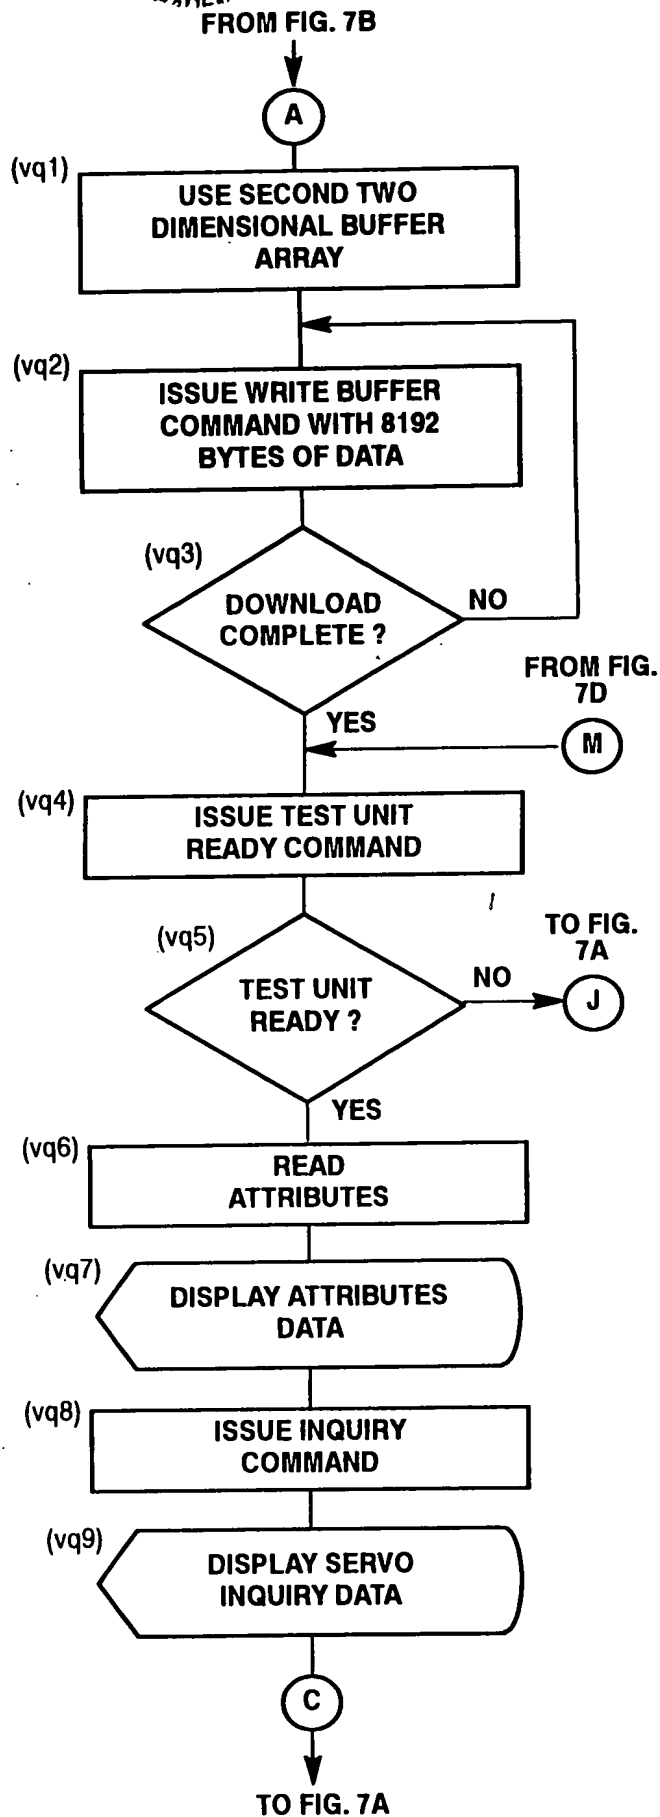 FROM FIG. 7B
A
(vq1)
USE SECOND TWO
DIMENSIONAL BUFFER
ARRAY
(vq2)
ISSUE WRITE BUFFER
COMMAND WITH 8192
BYTES OF DATA
(vq3)
DOWNLOAD
COMPLETE ?
NO
FROM FIG.
7D
YES
M
(vq4)
ISSUE TEST UNIT
READY COMMAND
(vq5)
TO FIG.
7A
TEST UNIT
READY ?
NO
J
YES
(vq6)
READ
ATTRIBUTES
(vq7)
DISPLAY ATTRIBUTES
DATA
(vq8)
ISSUE INQUIRY
COMMAND
(vq9)
DISPLAY SERVO
INQUIRY DATA
C
TO FIG. 7A